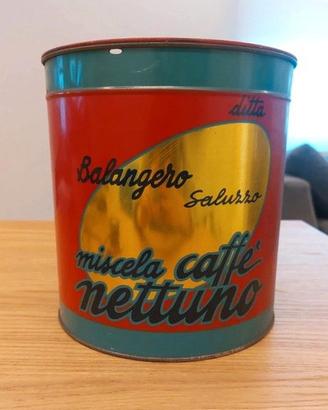 ditta
Balangero
Saluzzo
miscela caffè
nettuno